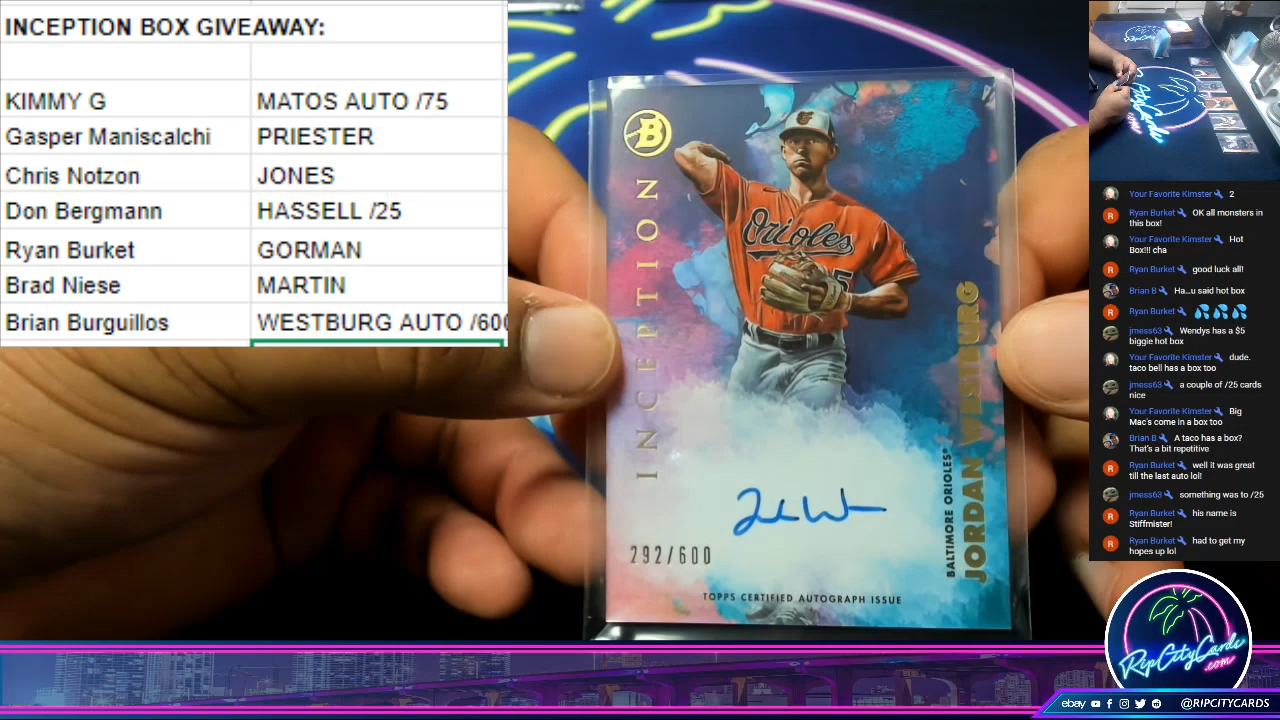 INCEPTION BOX GIVEAWAY:
KIMMY G MATOS AUTO /75
Gasper Maniscalchi PRIESTER
Chris Notzon JONES
Don Bergmann HASSELL /25
Ryan Burket GORMAN
Brad Niese MARTIN
Brian Burguillos WESTBURG AUTO /600
B
INCEPTION
Orioles
5
BALTIMORE ORIOLES®
JORDAN WESTBURG
292/600
TOPPS CERTIFIED AUTOGRAPH ISSUE
Your Favorite Kimster 2
Ryan Burket OK all monsters in
this box!
Your Favorite Kimster Hot
Box!!! cha
Ryan Burket good luck all!
Brian B Ha...u said hot box
Ryan Burket 💦 💦 💦
jmess63 Wendys has a $5
biggie hot box
Your Favorite Kimster dude.
taco bell has a box too
jmess63 a couple of /25 cards
nice
Your Favorite Kimster Big
Mac's come in a box too
Brian B A taco has a box?
That's a bit repetitive
Ryan Burket well it was great
till the last auto lol!
jmess63 something was to /25
Ryan Burket his name is
Stiffmister!
Ryan Burket had to get my
hopes up lol
RipCityCards
.com
ebay @RIPCITYCARDS